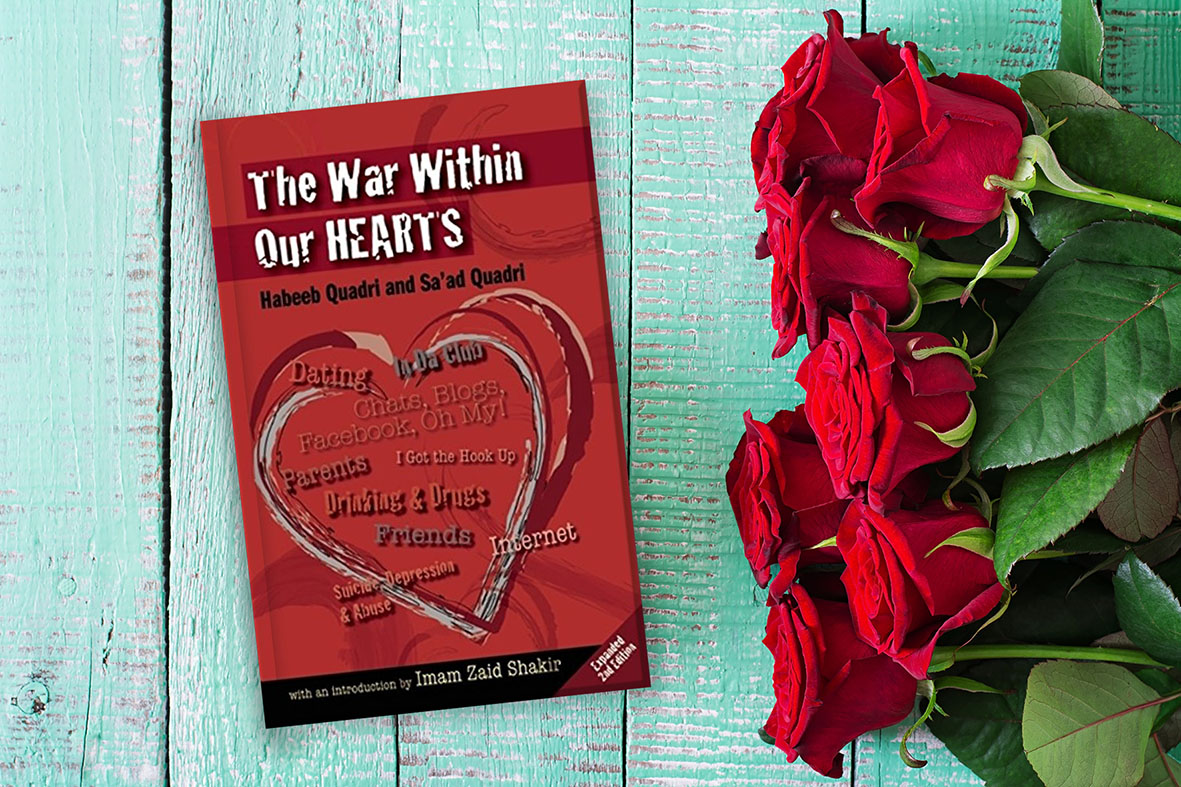 The War Within
Our HEARTS
Habeeb Quadri and Sa'ad Quadri
In Da Club
Dating
Chats, Blogs,
Facebook, Oh My!
Parents
I Got the Hook Up
Drinking & Drugs
Friends
Internet
Suicide, Depression
& Abuse
with an introduction by Imam Zaid Shakir
Expanded
2nd Edition